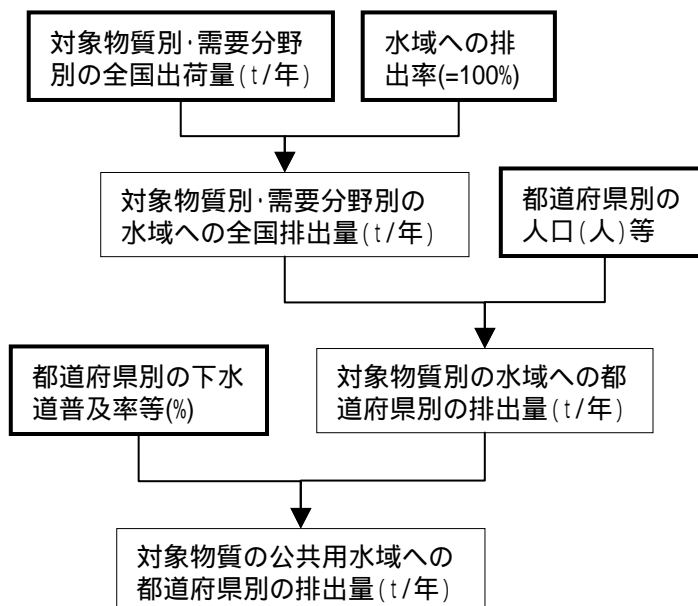 対象物質別･需要分野
別の全国出荷量(t/年)
水域への排
出率(=100%)
対象物質別･需要分野別の
水域への全国排出量(t/年)
都道府県別の
人口(人)等
都道府県別の下水
道普及率等(%)
対象物質別の水域への都
道府県別の排出量(t/年)
対象物質の公共用水域への
都道府県別の排出量(t/年)